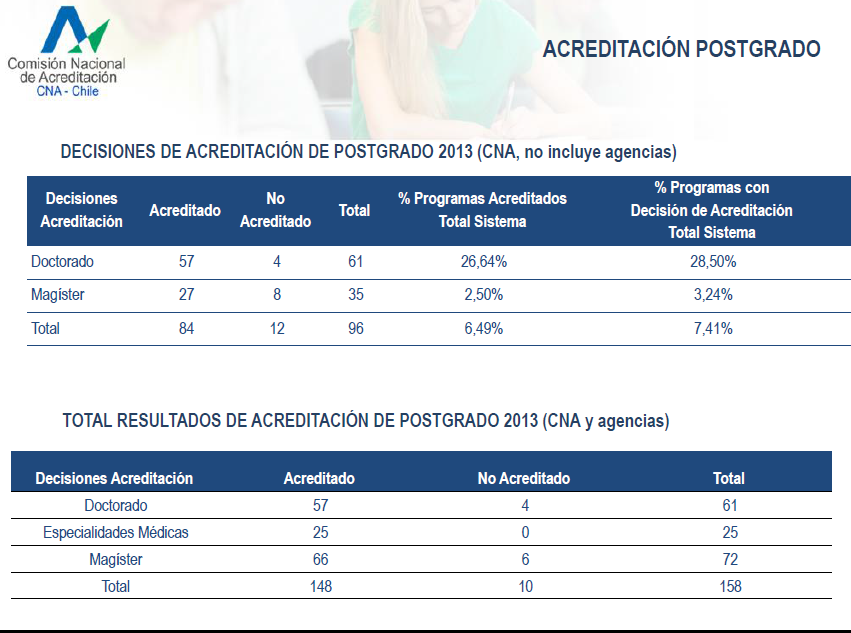 Comisión Nacional
de Acreditación
CNA - Chile
ACREDITACIÓN POSTGRADO
DECISIONES DE ACREDITACIÓN DE POSTGRADO 2013 (CNA, no incluye agencias)
Decisiones Acreditación | Acreditado | No Acreditado | Total | % Programas Acreditados Total Sistema | % Programas con Decisión de Acreditación Total Sistema
Doctorado 57 4 61 26,64% 28,50%
Magíster 27 8 35 2,50% 3,24%
Total 84 12 96 6,49% 7,41%
TOTAL RESULTADOS DE ACREDITACIÓN DE POSTGRADO 2013 (CNA y agencias)
Decisiones Acreditación Acreditado No Acreditado Total
Doctorado 57 4 61
Especialidades Médicas 25 0 25
Magíster 66 6 72
Total 148 10 158